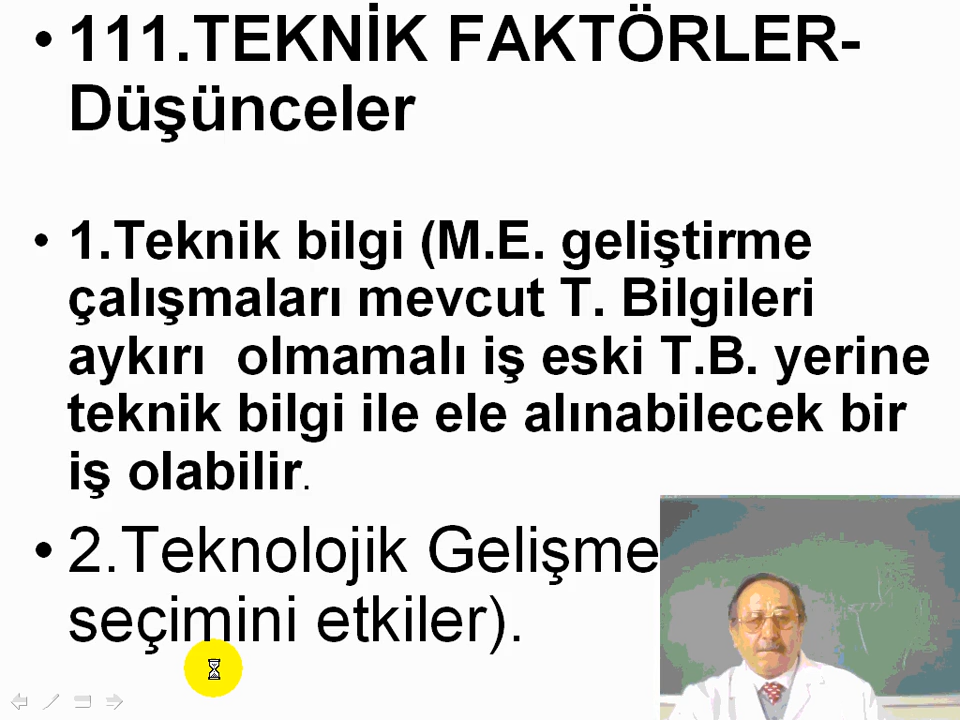 • 111.TEKNİK FAKTÖRLER-
Düşünceler
• 1.Teknik bilgi (M.E. geliştirme
çalışmaları mevcut T. Bilgileri
aykırı olmamalı iş eski T.B. yerine
teknik bilgi ile ele alınabilecek bir
iş olabilir.
• 2.Teknolojik Gelişme
seçimini etkiler).